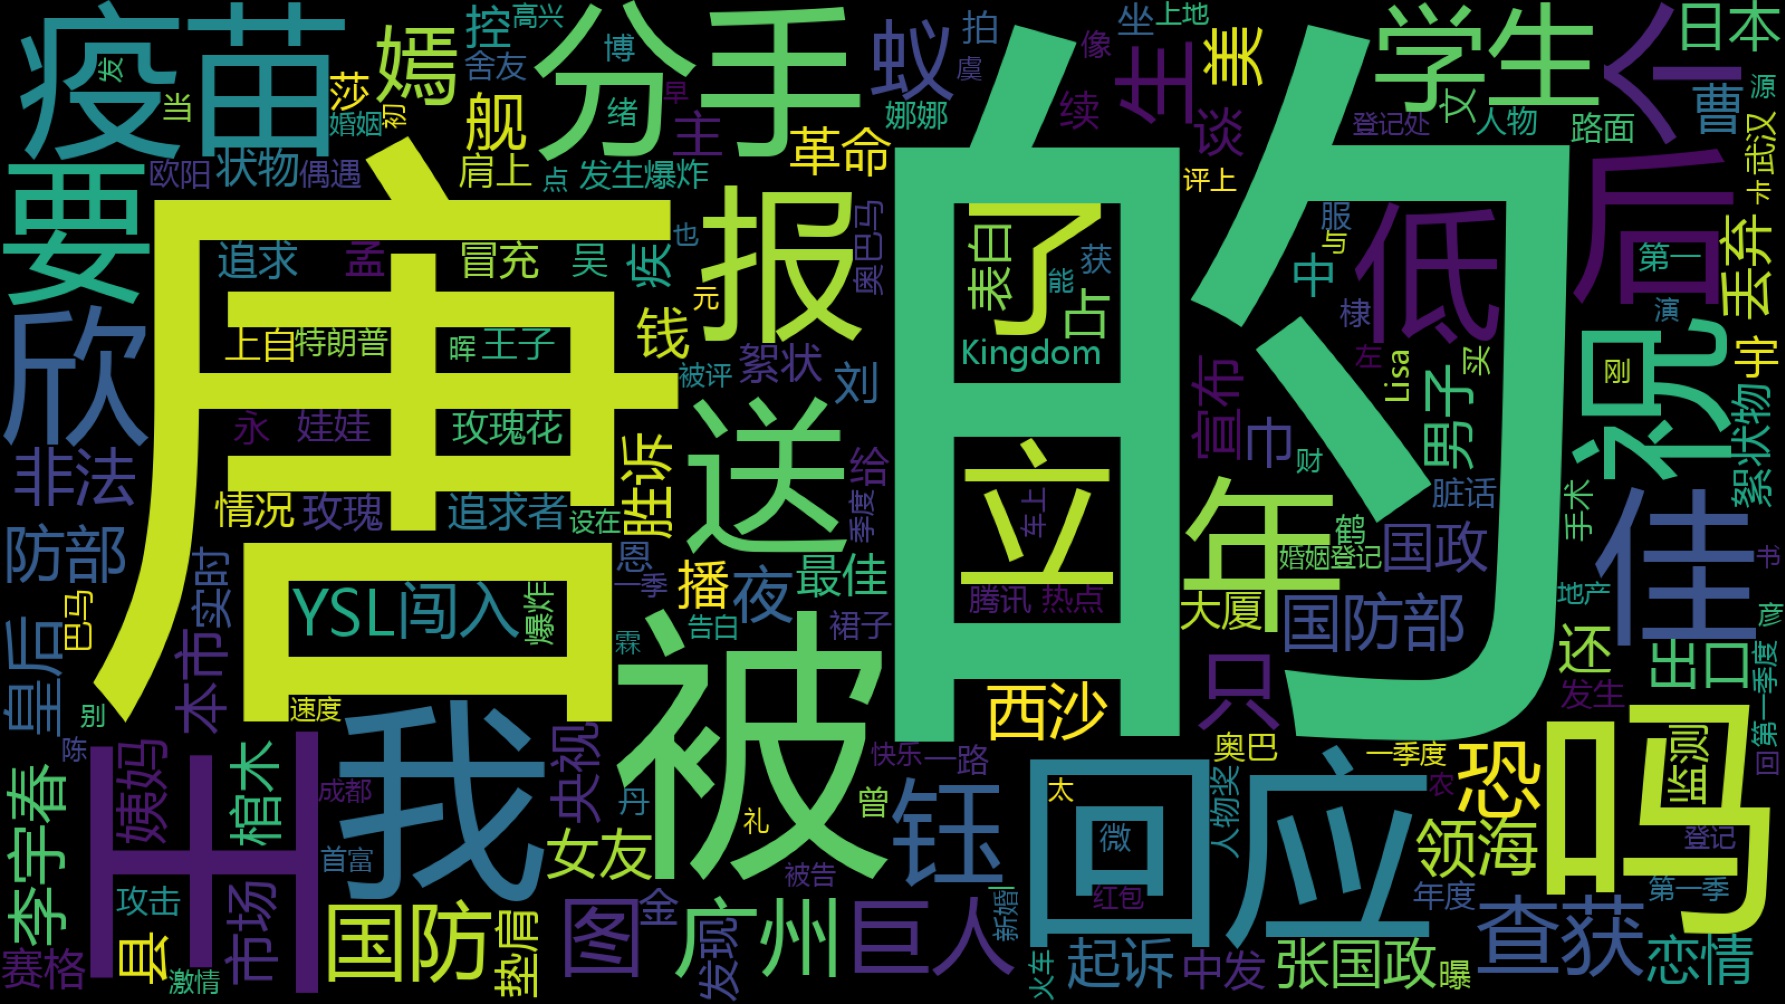 疫苗
发
当
莎
婚姻
初
嫣
控
高兴
舍友
舰
分手
博
绪
早
主
蚁
拍
虞
娜娜
像
续
坐
上地
生
美
谈
学生
文
登记处
人物
路面
个
日本
曹
源
武汉
卡
要
欧阳
状物
偶遇
肩上
点
发生爆炸
革命
评上
后
唐
追求
孟
冒充
吴
埃
也
报
奥巴马
的
了
表白
能
获
占
Kingdom
服
与
中
棣
低
第一
丢弃
演
欣
上自
特朗普
晖
王子
钱
元
絮状
被评
刘
宣布
左
Lisa
买
男子
祝
刚
宇
絮状物
永
娃娃
玫瑰花
送
给
季度
立
车上
巾
财
脏话
手术
非法
情况
玫瑰
追求者
设在
胜诉
年
鹤
婚姻登记
国政
佳
书
防部
实时
巴马
YSL
闯入
爆炸
恩
一季
播
夜
最佳
腾讯
热点
大厦
国防部
地产
彦
皇后
本市
霖
告白
裙子
还
出口
第一季度
别
速度
被
西沙
只
发生
陈
王
姨妈
棺木
成都
我
央视
丹
快乐
一路
奥巴
一季度
恐
吗
监测
回
李宇春
首富
女友
礼
曾
钰
太
回应
微
人物奖
农
领海
登记
攻击
市场
被告
红包
年度
第一季
赛格
县
激情
国防
垫肩
图
金
广州
发现
巨人
新婚
火车
起诉
中发
张国政
曝
查获
恋情